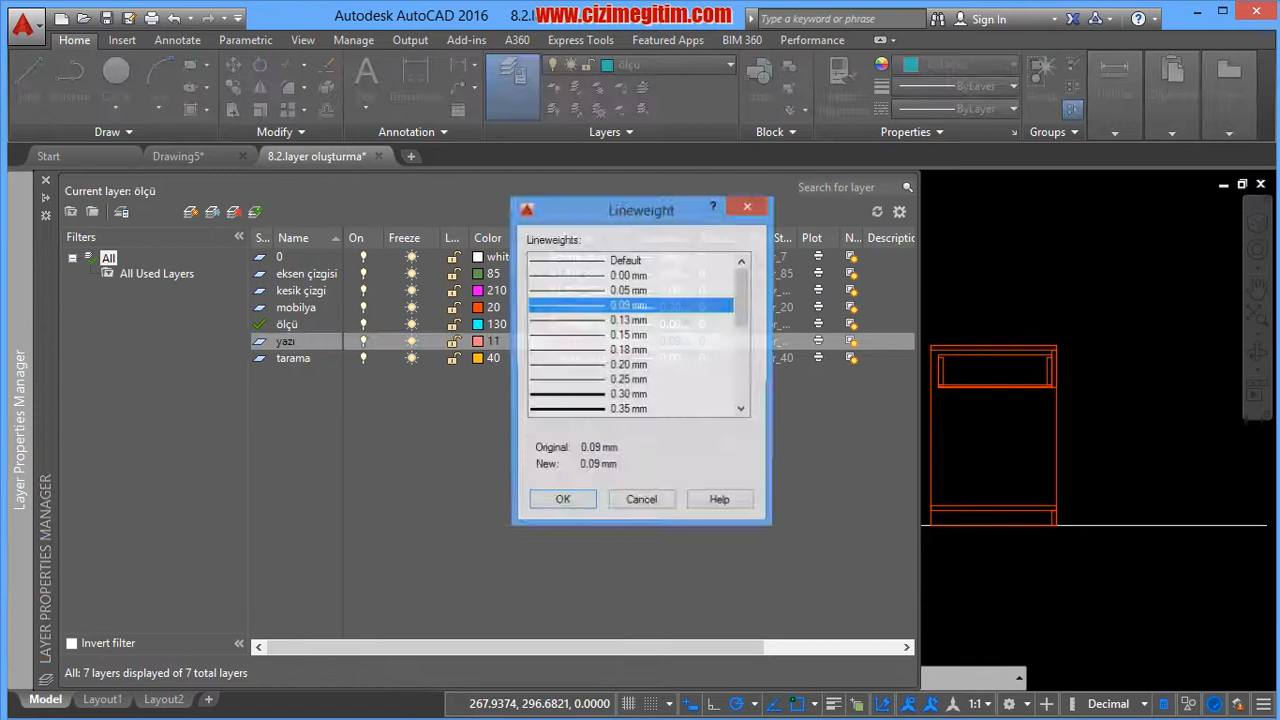 Autodesk AutoCAD 2016
8.2.l
www.cizimegitim.com
Type a keyword or phrase
Sign In
Home
Insert
Annotate
Parametric
View
Manage
Output
Add-ins
A360
Express Tools
Featured Apps
BIM 360
Performance
ölçü
ByLayer
ByLayer
Draw
Modify
Annotation
Layers
Block
Properties
Groups
Start
Drawing5*
8.2.layer oluşturma*
Current layer: ölçü
Search for layer
Filters
S... Name On Freeze L... Color
St... Plot N... Descriptio
All
All Used Layers
0 white
eksen çizgisi 85
kesik çizgi 210
mobilya 20
ölçü 130
yazı 11
tarama 40
r_7
r_85
r_20
r_40
Lineweight
Lineweights:
Default
0.00 mm
0.05 mm
0.09 mm
0.13 mm
0.15 mm
0.18 mm
0.20 mm
0.25 mm
0.30 mm
0.35 mm
Original: 0.09 mm
New: 0.09 mm
OK
Cancel
Help
Layer Properties Manager
LAYER PROPERTIES MANAGER
Invert filter
All: 7 layers displayed of 7 total layers
Model
Layout1
Layout2
267.9374, 296.6821, 0.0000
1:1
Decimal